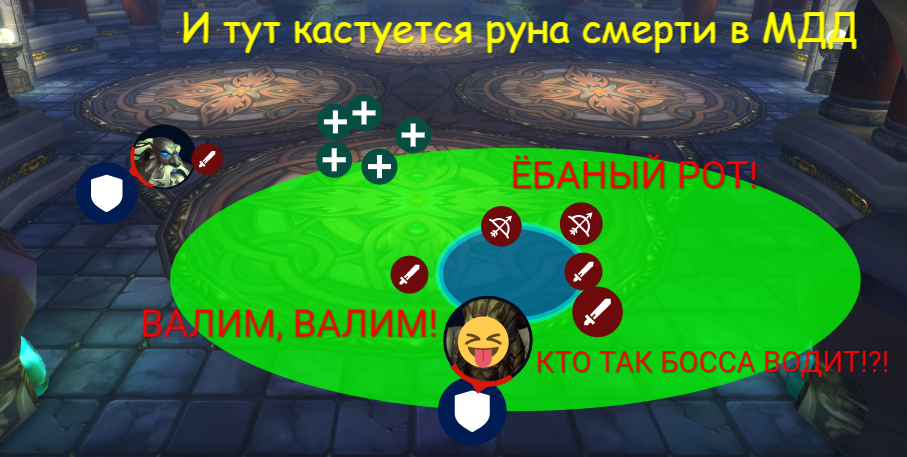 И тут кастуется руна смерти в МДД
ЁБАНЫЙ РОТ!
ВАЛИМ, ВАЛИМ!
КТО ТАК БОССА ВОДИТ!?!